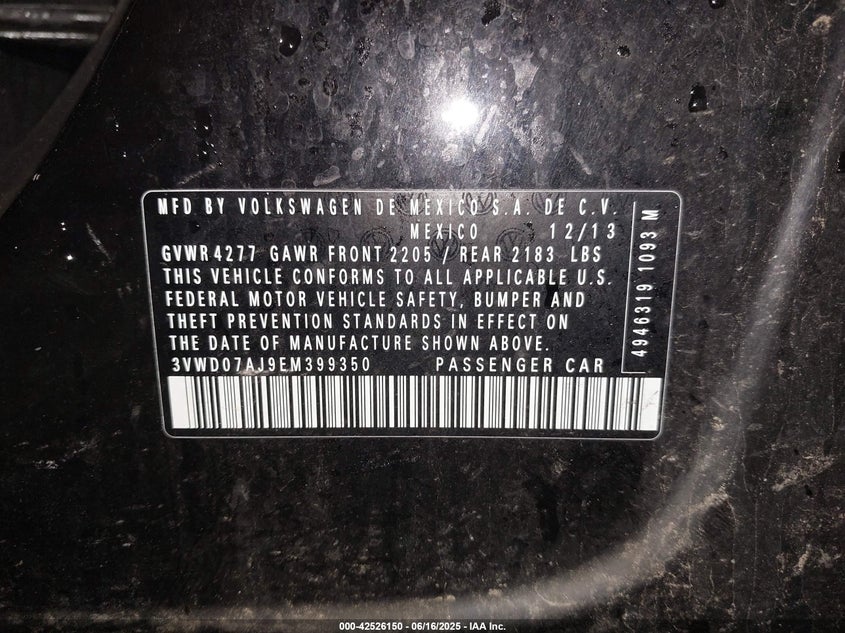 MFD BY VOLKSWAGEN DE MEXICO S.A. DE C.V.
MEXICO 12/13
GVWR 4277 GAWR FRONT 2205 / REAR 2183 LBS
THIS VEHICLE CONFORMS TO ALL APPLICABLE U.S.
FEDERAL MOTOR VEHICLE SAFETY, BUMPER AND
THEFT PREVENTION STANDARDS IN EFFECT ON
THE DATE OF MANUFACTURE SHOWN ABOVE.
3VWD07AJ9EM399350 PASSENGER CAR
4946319 1093 M
000-42526150 - 06/16/2025 - IAA Inc.